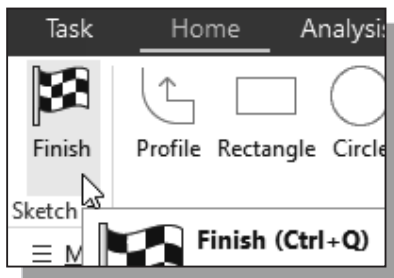 Task Home Analysis
Finish Profile Rectangle Circle
Sketch
M
Finish (Ctrl+Q)